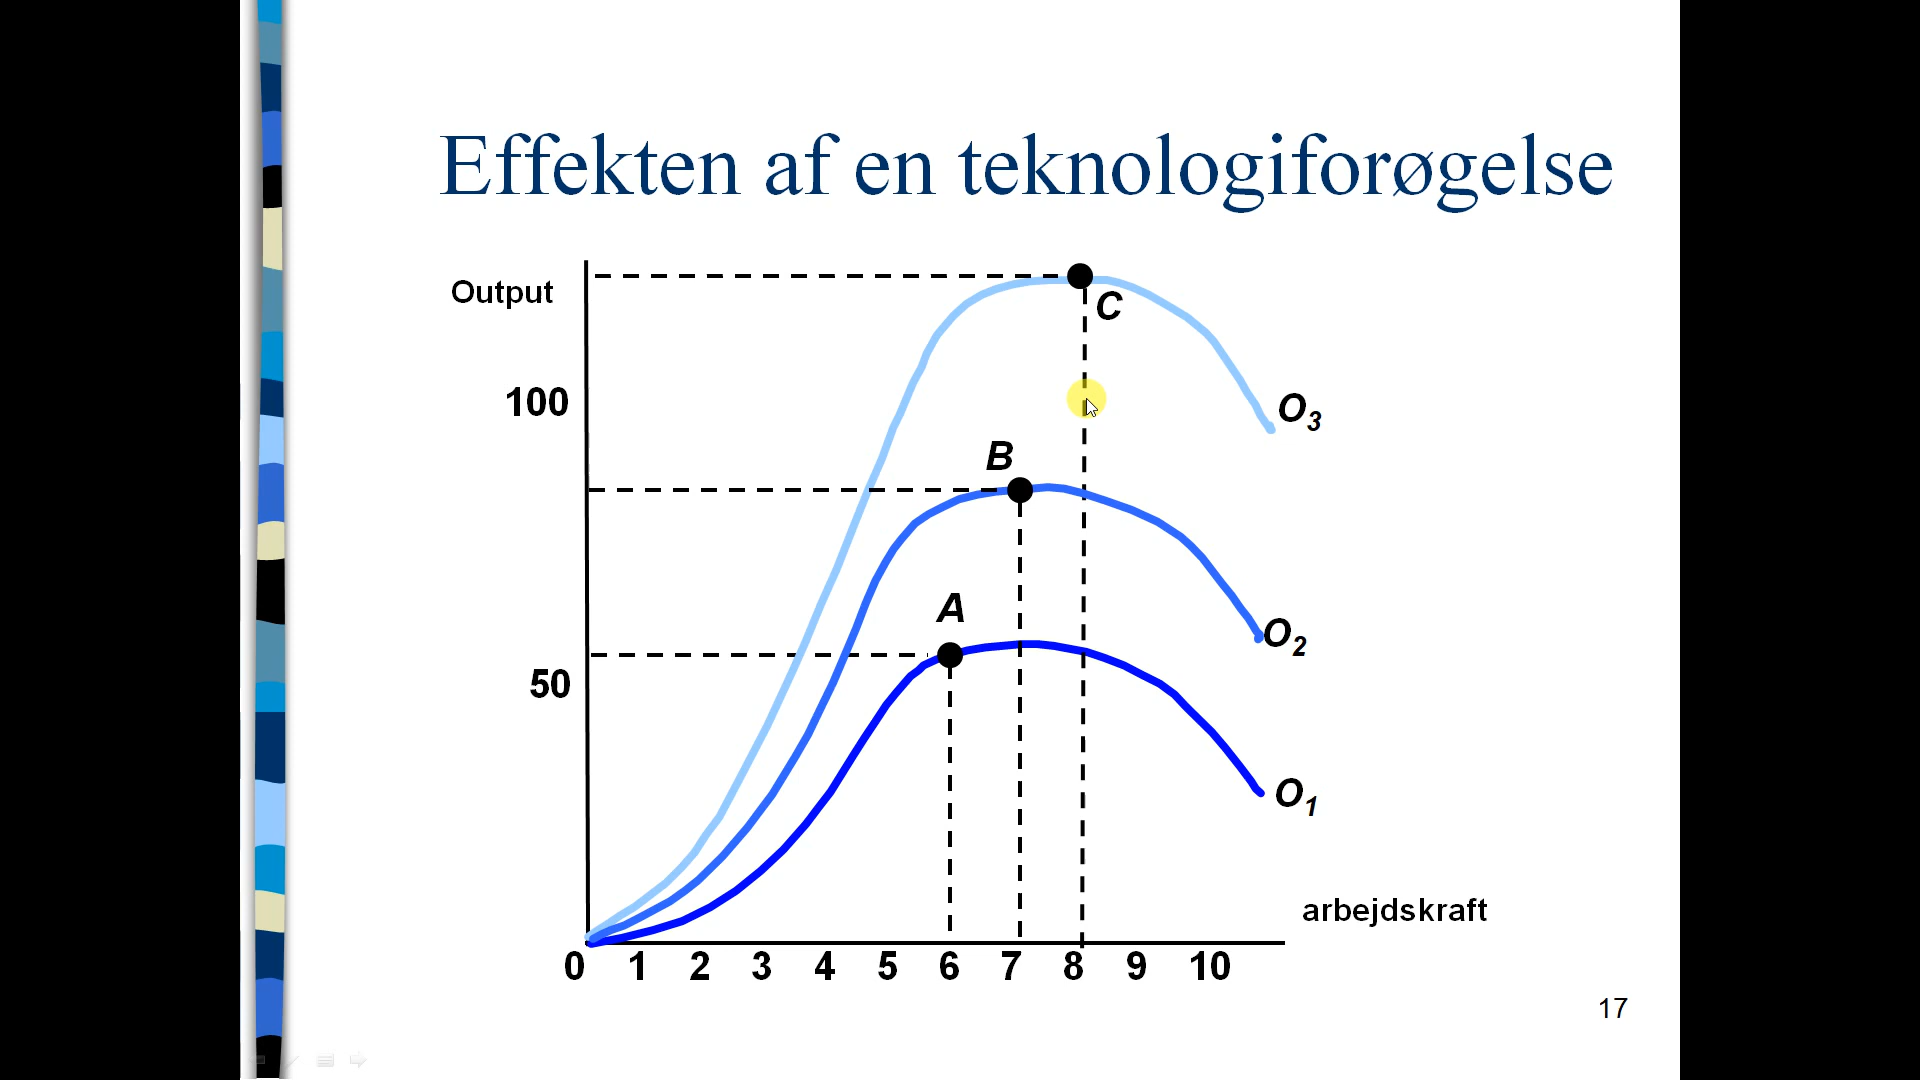 Effekten af en teknologiforøgelse
Output
C
100
O3
B
A
O2
50
O1
arbejdskraft
0 1 2 3 4 5 6 7 8 9 10
17